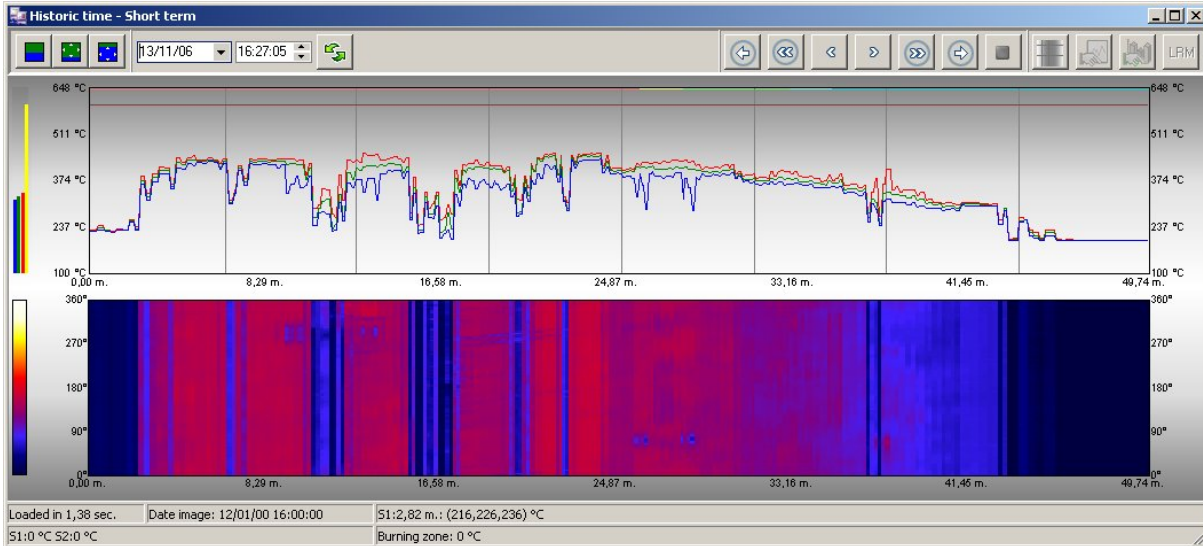 Historic time - Short term
13/11/06 16:27:05 LRM
648 °C 648 °C
511 °C 511 °C
374 °C 374 °C
237 °C 237 °C
100 °C 100 °C
0,00 m. 8,29 m. 16,58 m. 24,87 m. 33,16 m. 41,45 m. 49,74 m.
360° 360°
270° 270°
180° 180°
90° 90°
0° 0°
0,00 m. 8,29 m. 16,58 m. 24,87 m. 33,16 m. 41,45 m. 49,74 m.
Loaded in 1,38 sec. Date image: 12/01/00 16:00:00 S1:2,82 m.: (216,226,236) °C
S1:0 °C S2:0 °C Burning zone: 0 °C